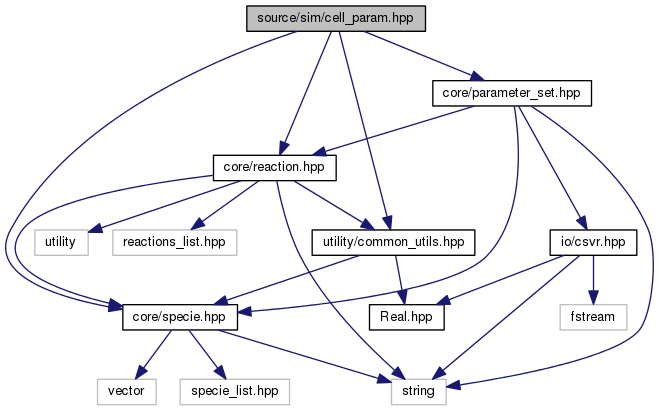 source/sim/cell_param.hpp
core/parameter_set.hpp
core/reaction.hpp
utility
reactions_list.hpp
utility/common_utils.hpp
io/csvr.hpp
core/specie.hpp
Real.hpp
fstream
vector
specie_list.hpp
string